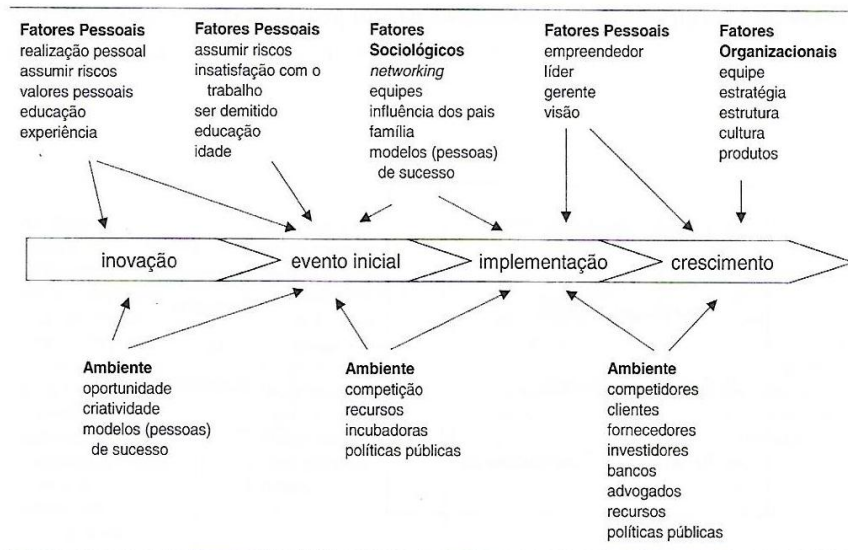 Fatores Pessoais
realização pessoal
assumir riscos
valores pessoais
educação
experiência
Fatores Pessoais
assumir riscos
insatisfação com o
trabalho
ser demitido
educação
idade
Fatores
Sociológicos
networking
equipes
influência dos pais
família
modelos (pessoas)
de sucesso
Fatores Pessoais
empreendedor
líder
gerente
visão
Fatores
Organizacionais
equipe
estratégia
estrutura
cultura
produtos
inovação
evento inicial
implementação
crescimento
Ambiente
oportunidade
criatividade
modelos (pessoas)
de sucesso
Ambiente
competição
recursos
incubadoras
políticas públicas
Ambiente
competidores
clientes
fornecedores
investidores
bancos
advogados
recursos
políticas públicas